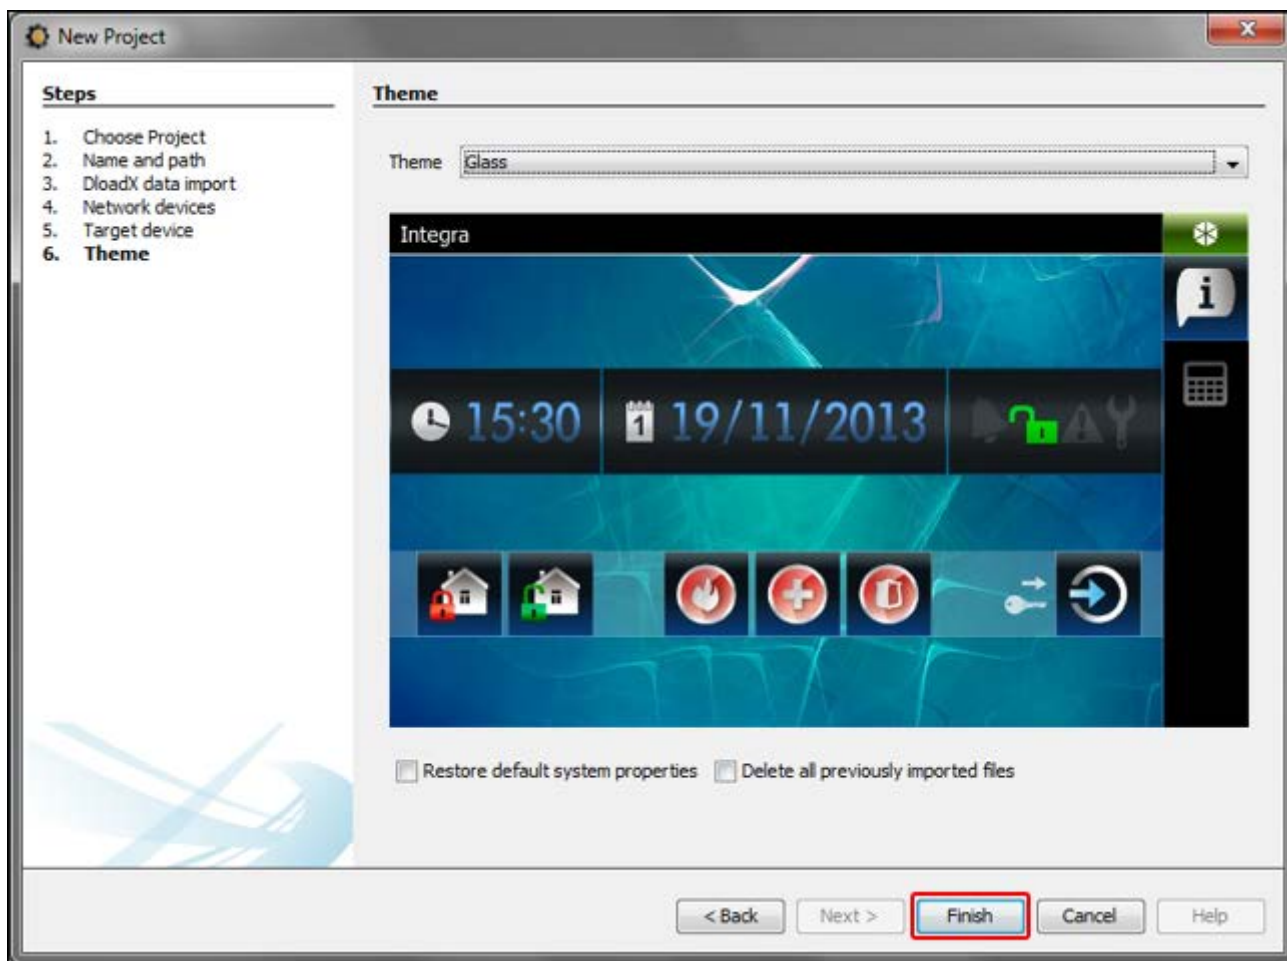 New Project
Steps
1. Choose Project
2. Name and path
3. DloadX data import
4. Network devices
5. Target device
6. Theme
Theme
Theme Glass
Integra
i
15:30 1 19/11/2013
Restore default system properties Delete all previously imported files
< Back Next > Finish Cancel Help